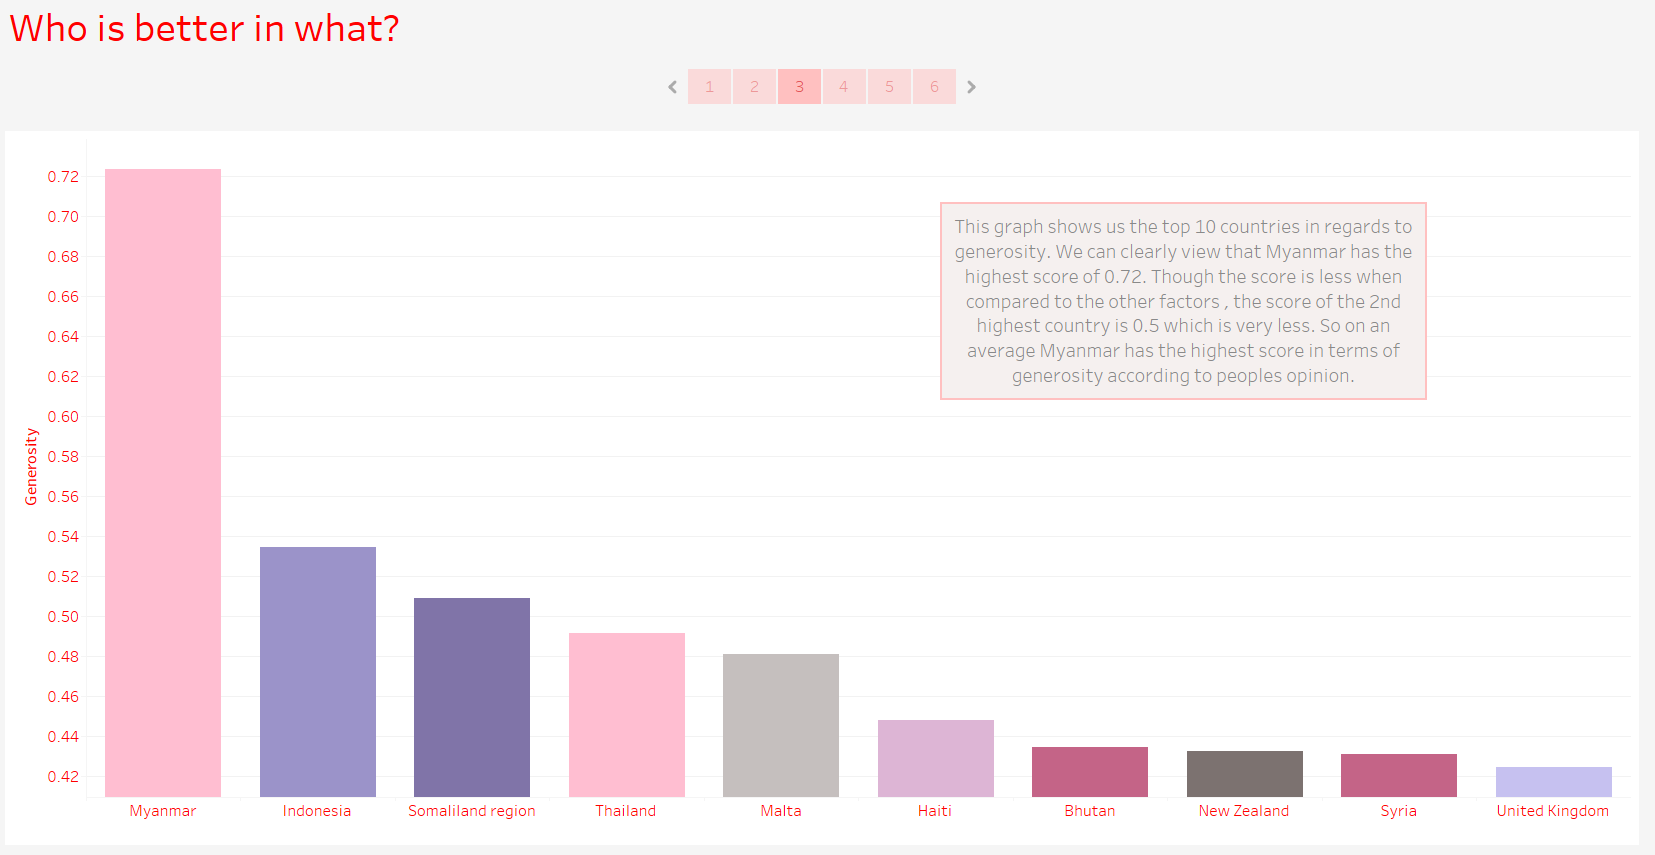 Who is better in what?
1 2 3 4 5 6
This graph shows us the top 10 countries in regards to
generosity. We can clearly view that Myanmar has the
highest score of 0.72. Though the score is less when
compared to the other factors , the score of the 2nd
highest country is 0.5 which is very less. So on an
average Myanmar has the highest score in terms of
generosity according to peoples opinion.
Generosity
0.72
0.70
0.68
0.66
0.64
0.62
0.60
0.58
0.56
0.54
0.52
0.50
0.48
0.46
0.44
0.42
Myanmar Indonesia Somaliland region Thailand Malta Haiti Bhutan New Zealand Syria United Kingdom